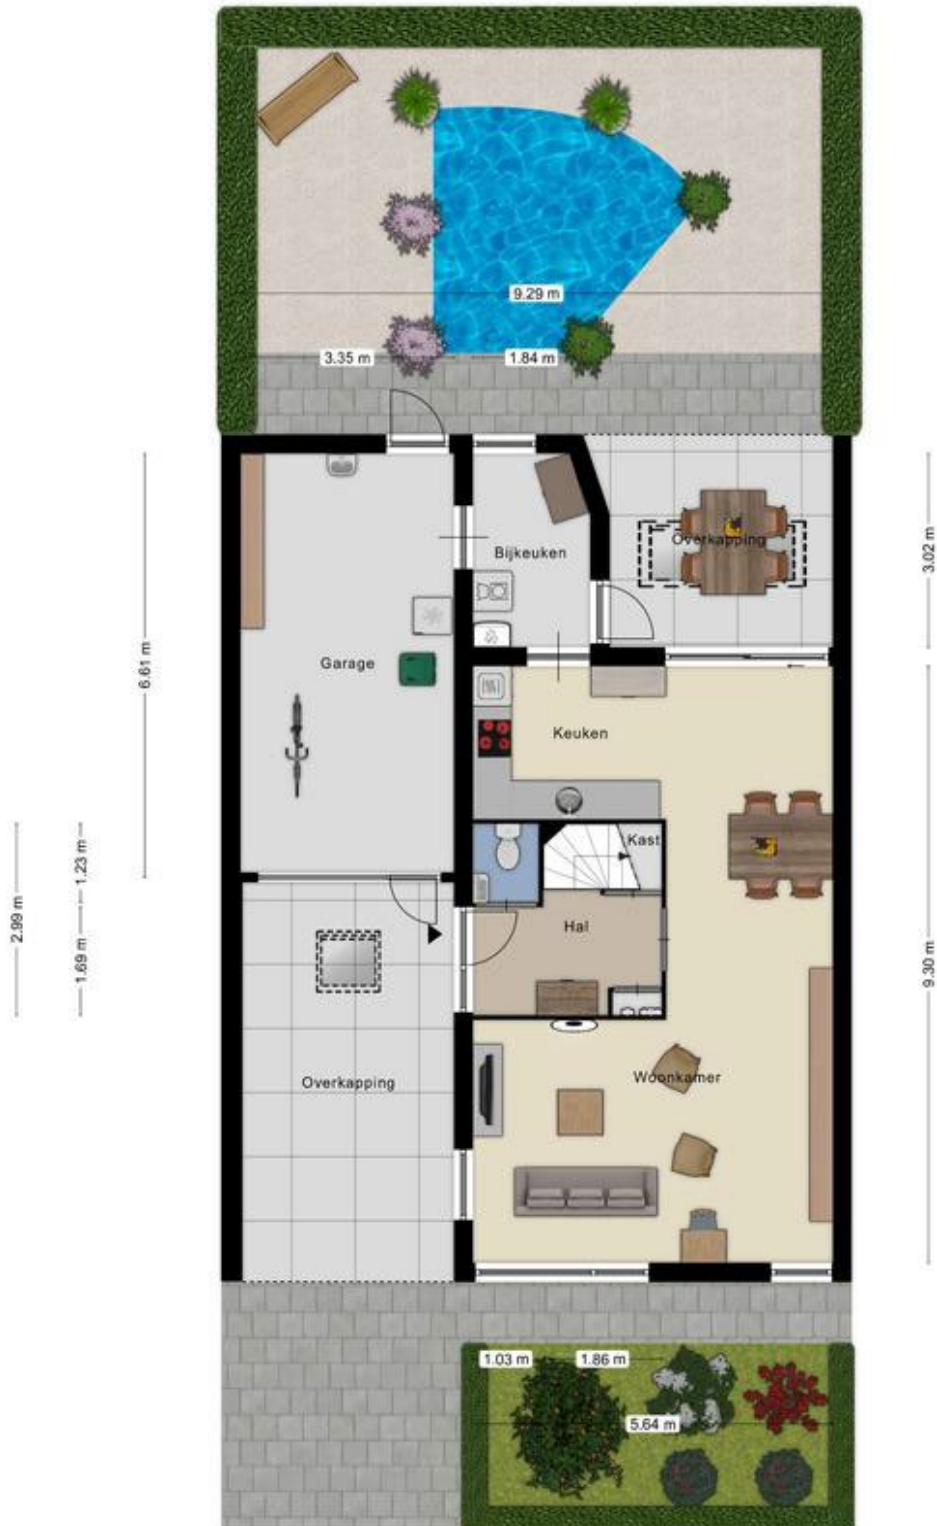 9.29 m
3.35 m
1.84 m
Overkapping
3.02 m
Bijkeuken
6.61 m
Garage
Keuken
Kast
1.23 m
2.99 m
1.69 m
Hal
9.30 m
Woonkamer
Overkapping
1.03 m
1.86 m
5.64 m